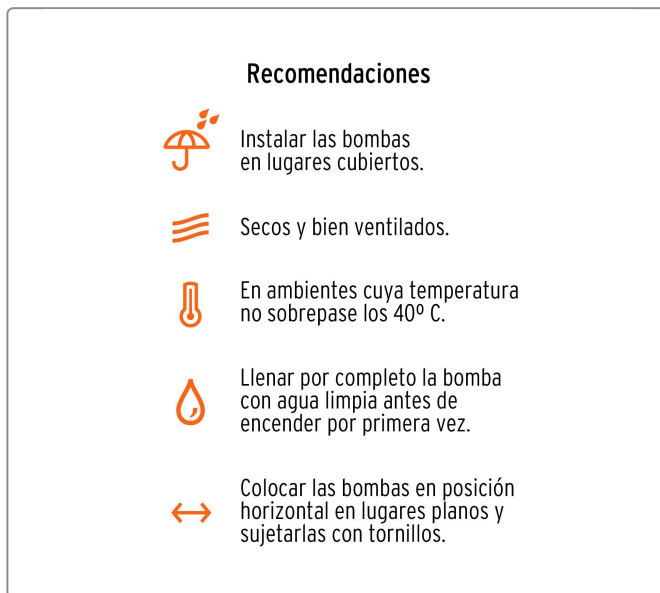 Recomendaciones
Instalar las bombas
en lugares cubiertos.
Secos y bien ventilados.
En ambientes cuya temperatura
no sobrepase los 40º C.
Llenar por completo la bomba
con agua limpia antes de
encender por primera vez.
Colocar las bombas en posición
horizontal en lugares planos y
sujetarlas con tornillos.